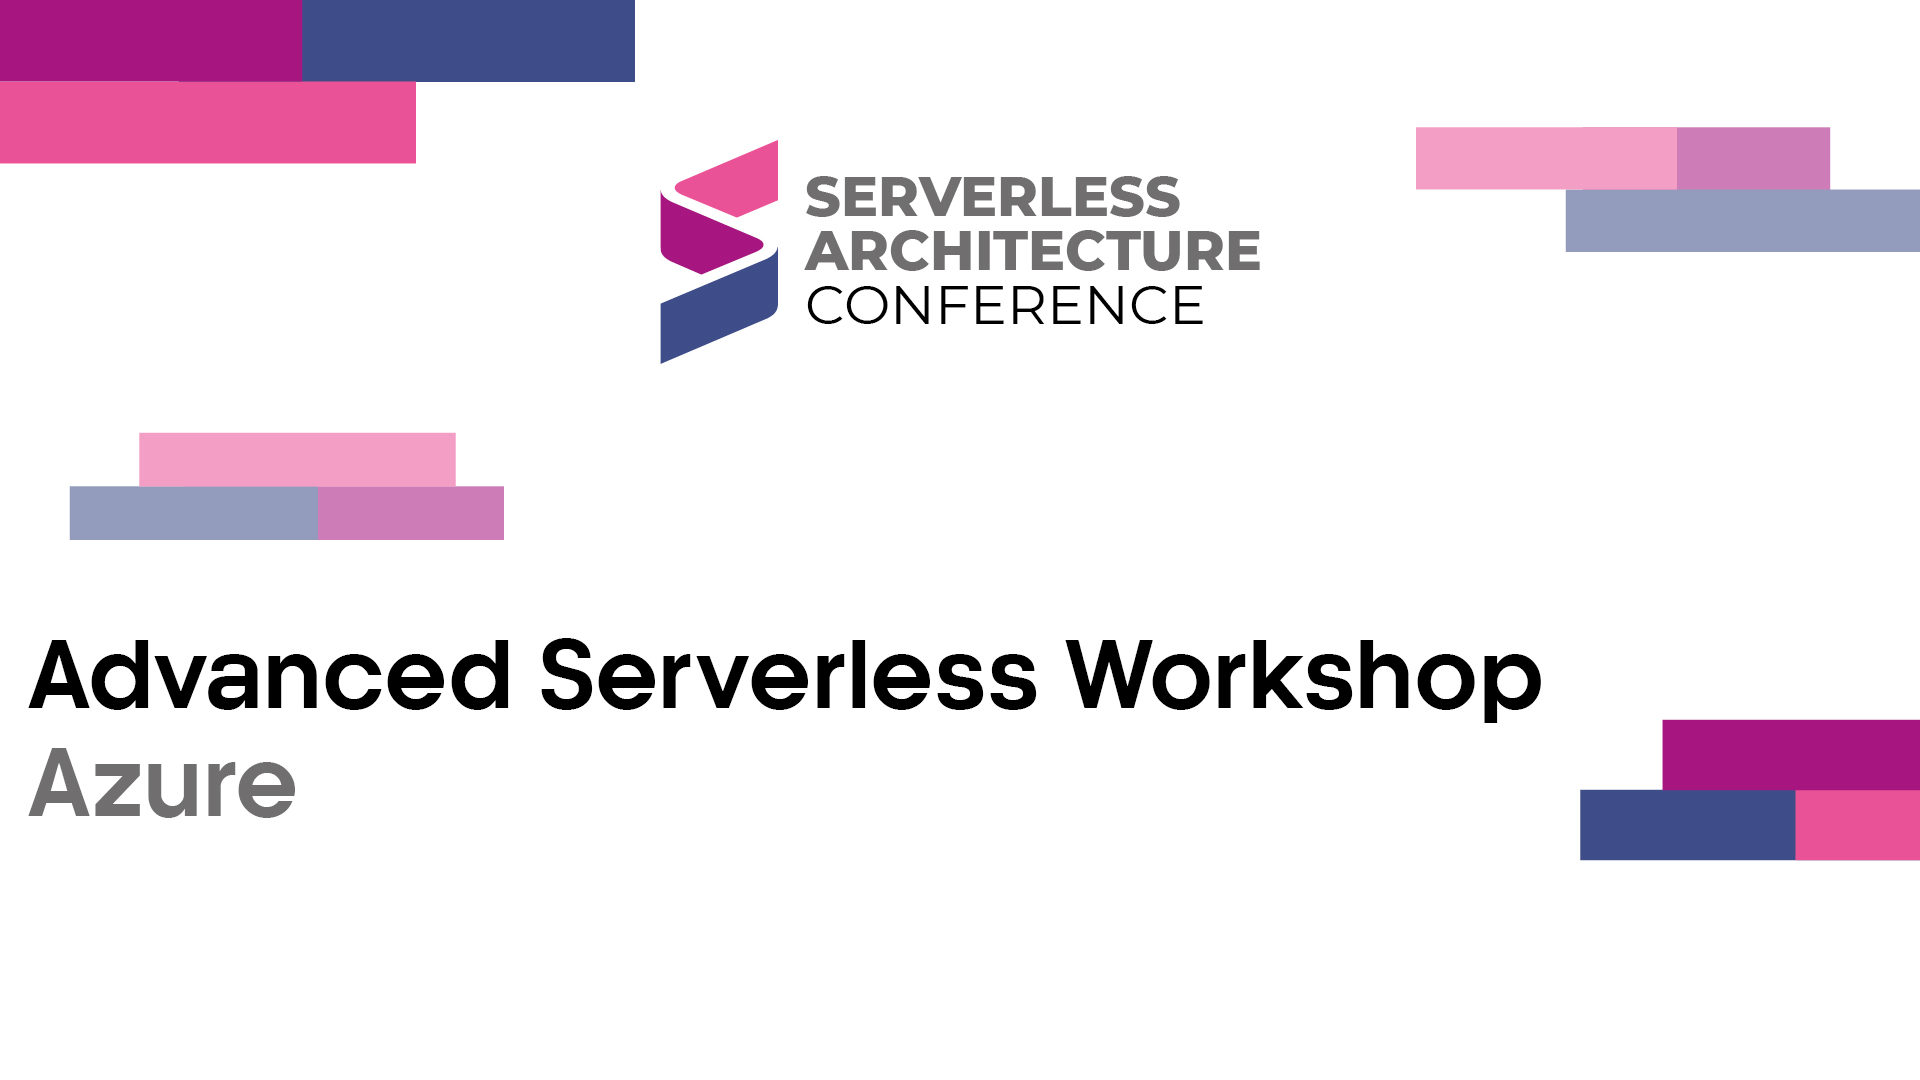 SERVERLESS
ARCHITECTURE
CONFERENCE
Advanced Serverless Workshop
Azure